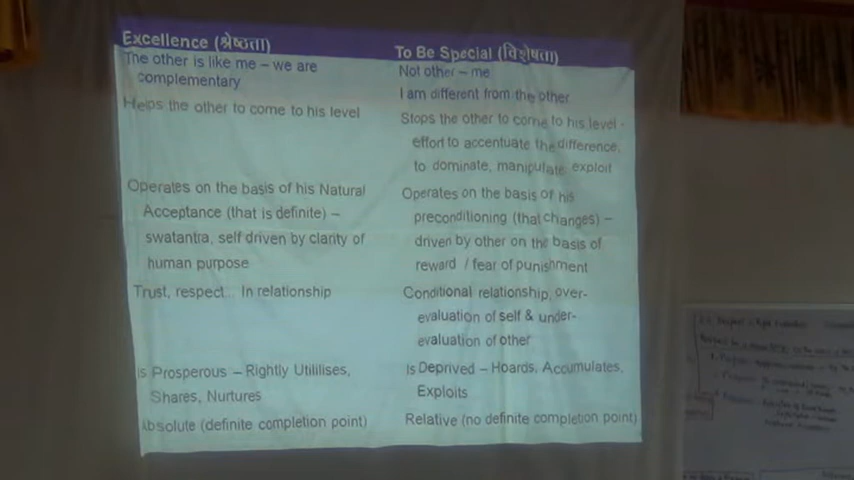 Excellence (श्रेष्ठता)
The other is like me – we are
complementary
Helps the other to come to his level
Operates on the basis of his Natural
Acceptance (that is definite) –
swatantra, self driven by clarity of
human purpose
Trust, respect... In relationship
Is Prosperous – Rightly Utililises,
Shares, Nurtures
Absolute (definite completion point)
To Be Special (विशेषता)
Not other – me
I am different from the other
Stops the other to come to his level -
effort to accentuate the difference,
to dominate, manipulate, exploit
Operates on the basis of his
preconditioning (that changes) –
driven by other on the basis of
reward / fear of punishment
Conditional relationship, over-
evaluation of self & under-
evaluation of other
Is Deprived – Hoards, Accumulates,
Exploits
Relative (no definite completion point)